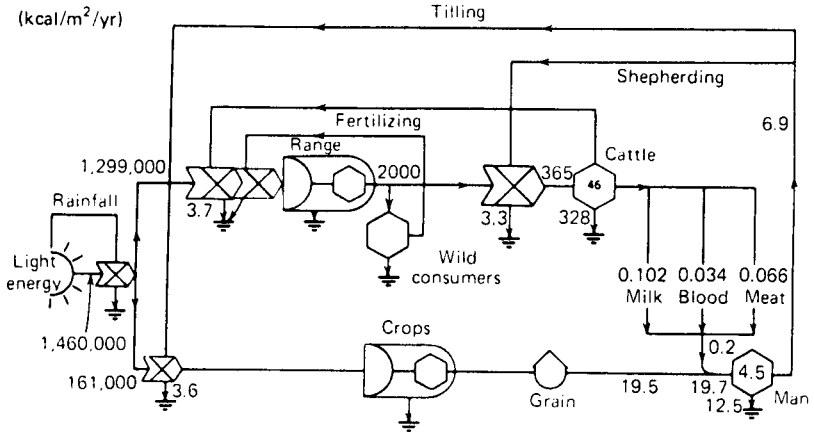 (kcal/m²/yr)
Tilling
Shepherding
6.9
Fertilizing
Range
1,299,000
2000
365
Cattle
46
Rainfall
3.7
3.3
328
Light
energy
Wild
consumers
0.102
0.034
0.066
Milk
Blood
Meat
Crops
1,460,000
0.2
161,000
3.6
4.5
Grain
19.5
19.7
Man
12.5